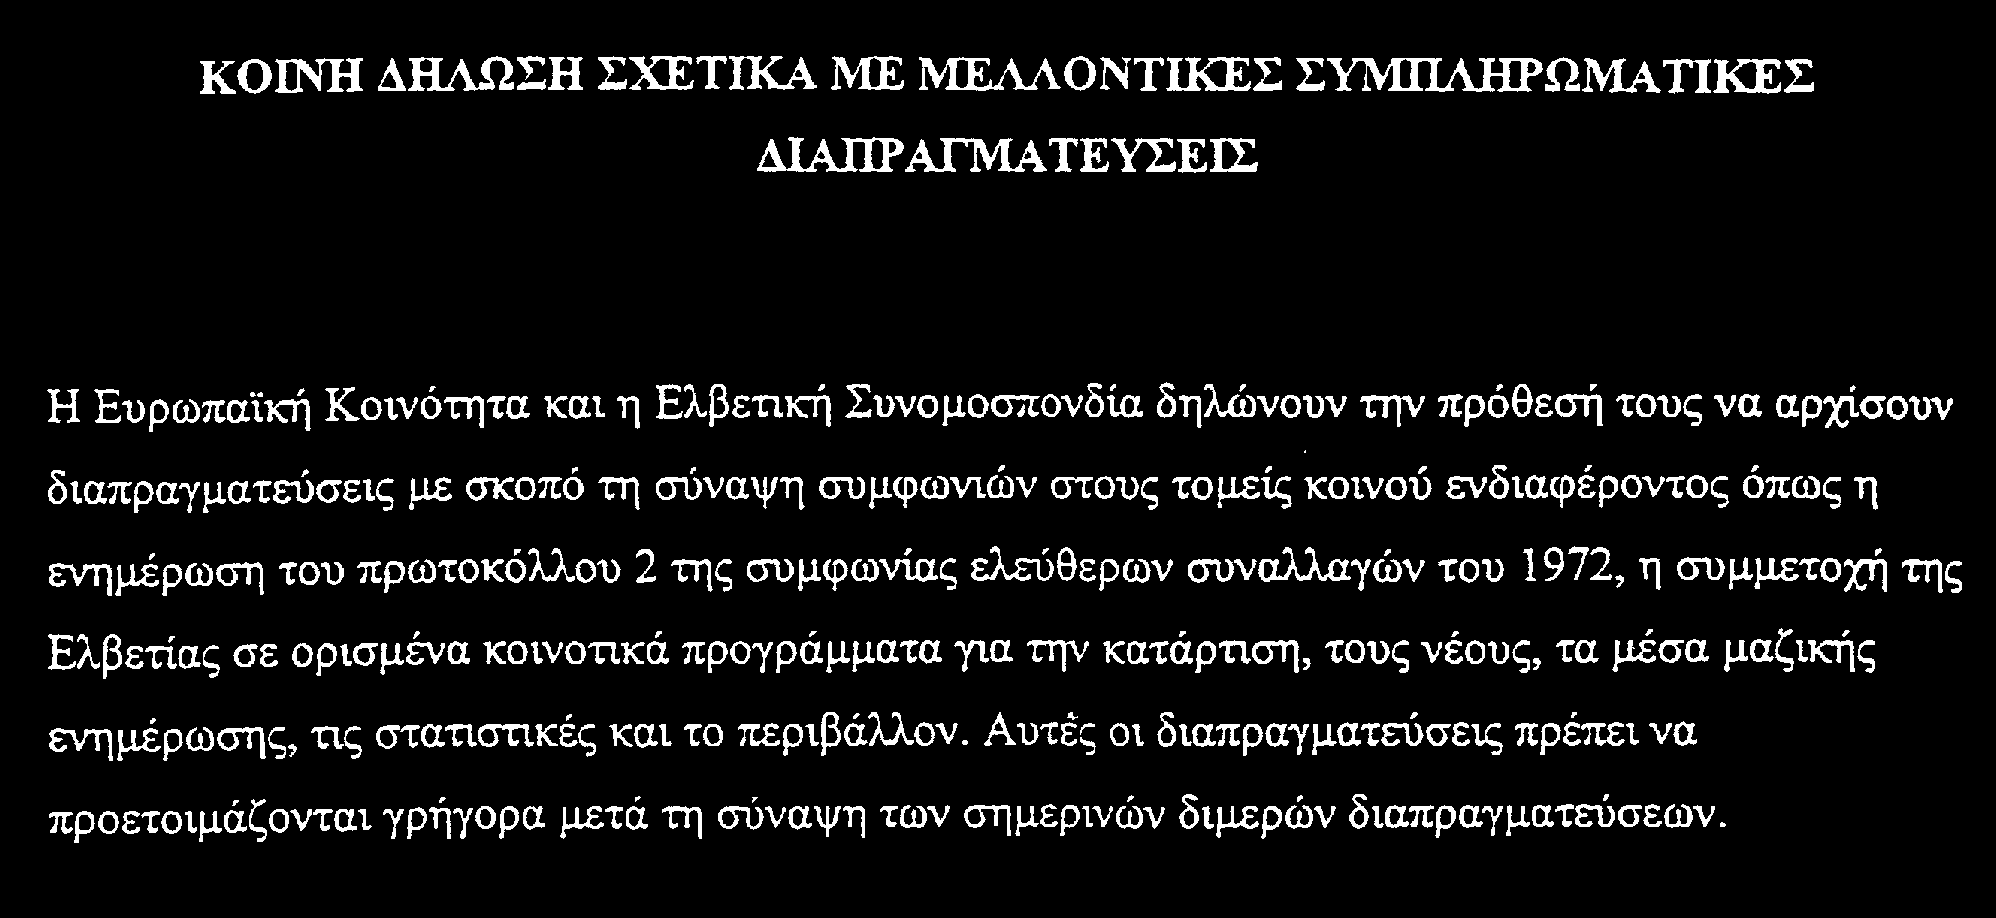 ΚΟΙΝΗ ΔΗΛΩΣΗ ΣΧΕΤΙΚΑ ΜΕ ΜΕΛΛΟΝΤΙΚΕΣ ΣΥΜΠΛΗΡΩΜΑΤΙΚΕΣ
ΔΙΑΠΡΑΓΜΑΤΕΥΣΕΙΣ
Η Ευρωπαϊκή Κοινότητα και η Ελβετική Συνομοσπονδία δηλώνουν την πρόθεσή τους να αρχίσουν
διαπραγματεύσεις με σκοπό τη σύναψη συμφωνιών στους τομείς κοινού ενδιαφέροντος όπως η
ενημέρωση του πρωτοκόλλου 2 της συμφωνίας ελεύθερων συναλλαγών του 1972, η συμμετοχή της
Ελβετίας σε ορισμένα κοινοτικά προγράμματα για την κατάρτιση, τους νέους, τα μέσα μαζικής
ενημέρωσης, τις στατιστικές και το περιβάλλον. Αυτές οι διαπραγματεύσεις πρέπει να
προετοιμάζονται γρήγορα μετά τη σύναψη των σημερινών διμερών διαπραγματεύσεων.